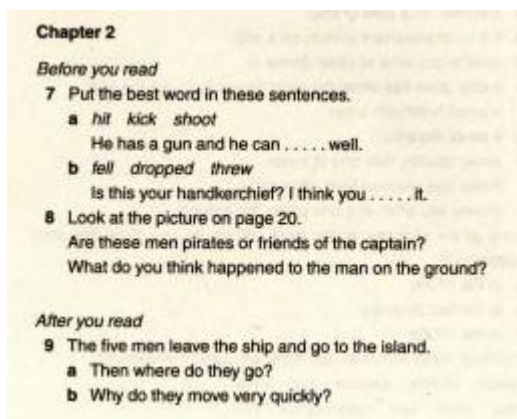 Chapter 2
Before you read
7 Put the best word in these sentences.
a hit kick shoot
He has a gun and he can ..... well.
b fell dropped threw
Is this your handkerchief? I think you ..... it.
8 Look at the picture on page 20.
Are these men pirates or friends of the captain?
What do you think happened to the man on the ground?
After you read
9 The five men leave the ship and go to the island.
a Then where do they go?
b Why do they move very quickly?